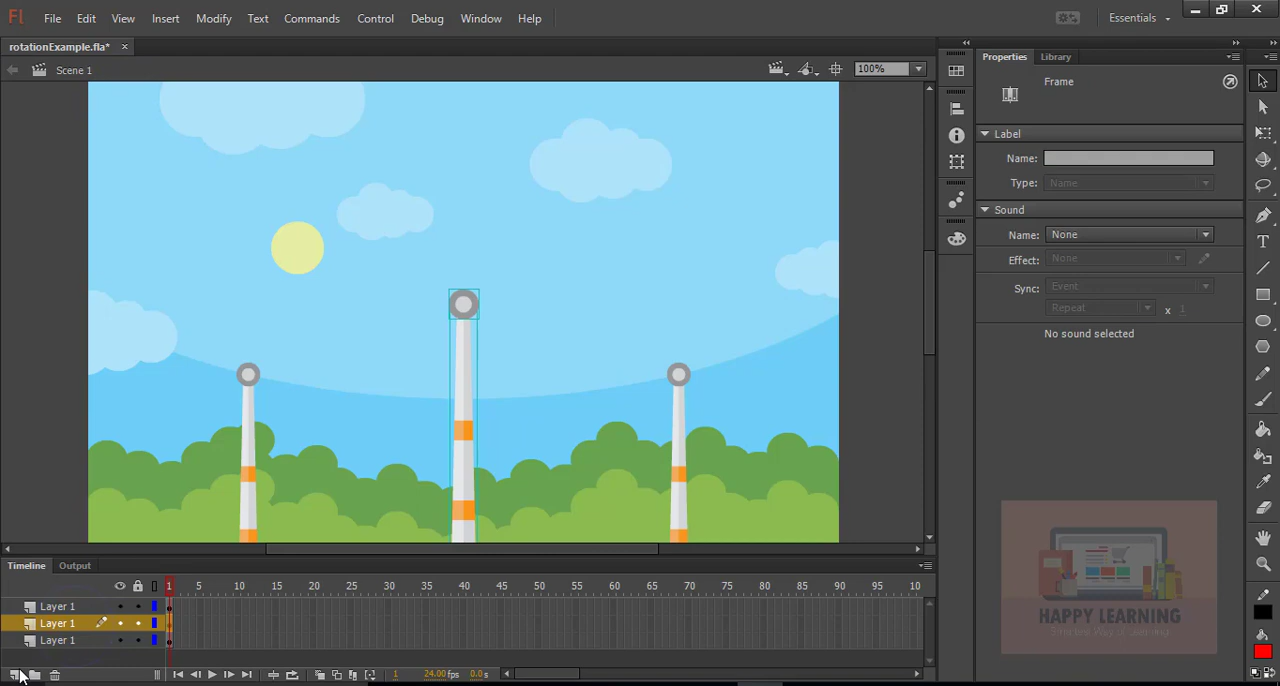 Fl File Edit View Insert Modify Text Commands Control Debug Window Help Essentials
rotationExample.fla*
Scene 1 100%
Properties Library
Frame
Label
Name:
Type: Name
Sound
Name: None
Effect: None
Sync: Event
Repeat x 1
No sound selected
HAPPY LEARNING
Timeline Output
1 5 10 15 20 25 30 35 40 45 50 55 60 65 70 75 80 85 90 95 10
Layer 1
Layer 1
Layer 1
1 24.00 fps 0.0 s